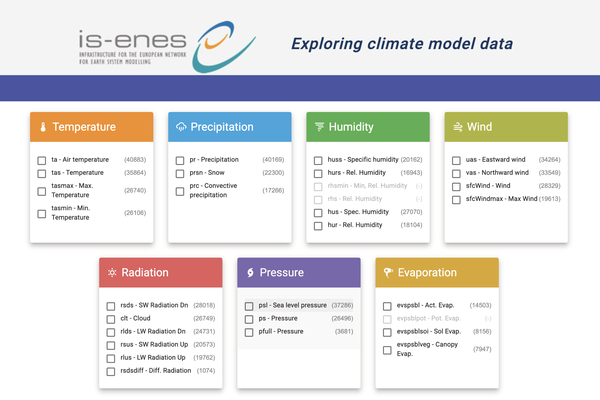 is-enes
INFRASTRUCTURE FOR THE EUROPEAN NETWORK
FOR EARTH SYSTEM MODELLING
Exploring climate model data
Temperature
ta - Air temperature (40883)
tas - Temperature (35864)
tasmax - Max.
Temperature (26740)
tasmin - Min.
Temperature (26106)
Precipitation
pr - Precipitation (40169)
prsn - Snow (22300)
prc - Convective
precipitation (17266)
Humidity
huss - Specific humidity (20162)
hurs - Rel. Humidity (16943)
rhsmin - Min, Rel. Humidity (-)
rhs - Rel. Humidity (-)
hus - Spec. Humidity (27070)
hur - Rel. Humidity (18104)
Wind
uas - Eastward wind (34264)
vas - Northward wind (33549)
sfcWind - Wind (28329)
sfcWindmax - Max Wind (19613)
Radiation
rsds - SW Radiation Dn (28018)
clt - Cloud (26749)
rlds - LW Radiation Dn (24731)
rsus - SW Radiation Up (20573)
rlus - LW Radiation Up (19762)
rsdsdiff - Diff. Radiation (1074)
Pressure
psl - Sea level pressure (37286)
ps - Pressure (26496)
pfull - Pressure (3681)
Evaporation
evspsbl - Act. Evap. (14503)
evspsblpot - Pot. Evap. (-)
evspsblsoi - Sol Evap. (8156)
evspsblveg - Canopy
Evap. (7947)